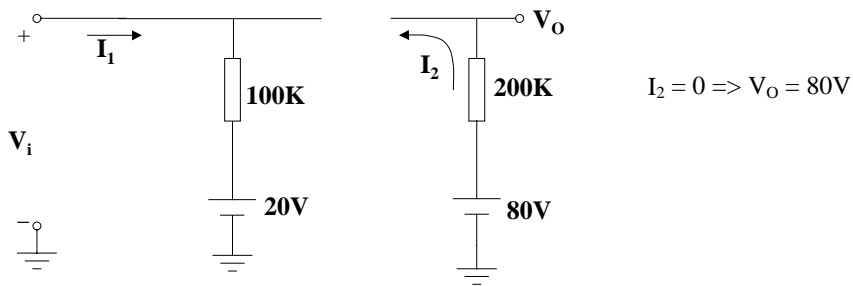 V_O
+
I_1
I_2
100K
200K
I_2 = 0 => V_O = 80V
V_i
20V
80V
−